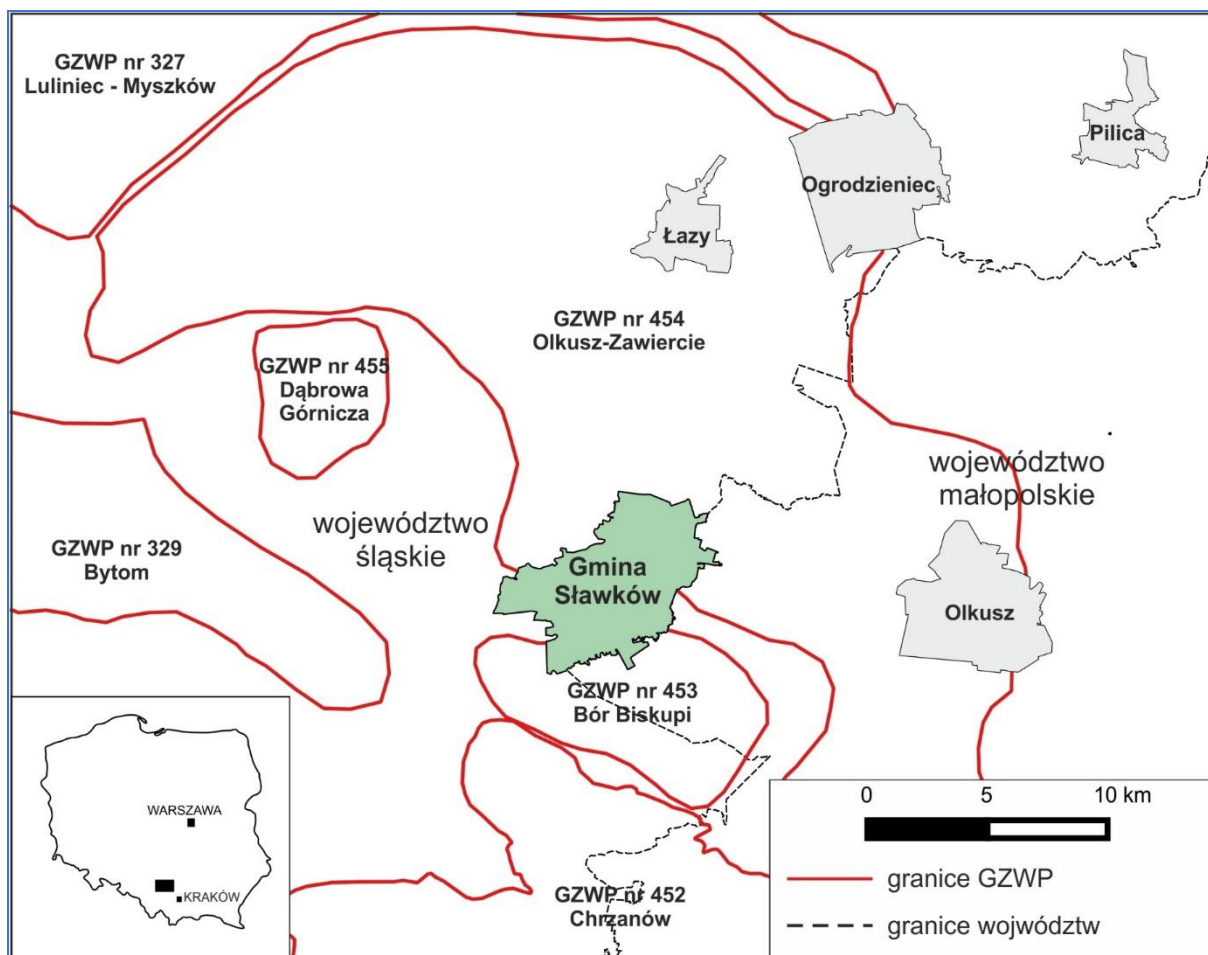 GZWP nr 327
Luliniec - Myszków
Pilica
Ogrodzieniec
Łazy
GZWP nr 454
Olkusz-Zawiercie
GZWP nr 455
Dąbrowa
Górnicza
województwo
małopolskie
województwo
śląskie
GZWP nr 329
Bytom
Gmina
Sławków
Olkusz
GZWP nr 453
Bór Biskupi
WARSZAWA
KRAKÓW
0 5 10 km
granice GZWP
granice wojwództw
GZWP nr 452
Chrzanów